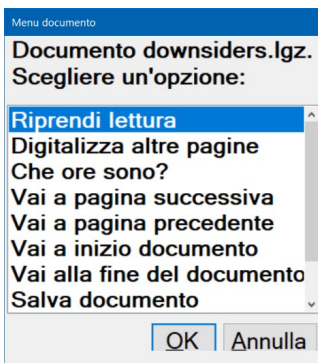 Menu documento
Documento downsiders.lgz.
Scegliere un'opzione:
Riprendi lettura
Digitalizza altre pagine
Che ore sono?
Vai a pagina successiva
Vai a pagina precedente
Vai a inizio documento
Vai alla fine del documento
Salva documento
OK Annulla